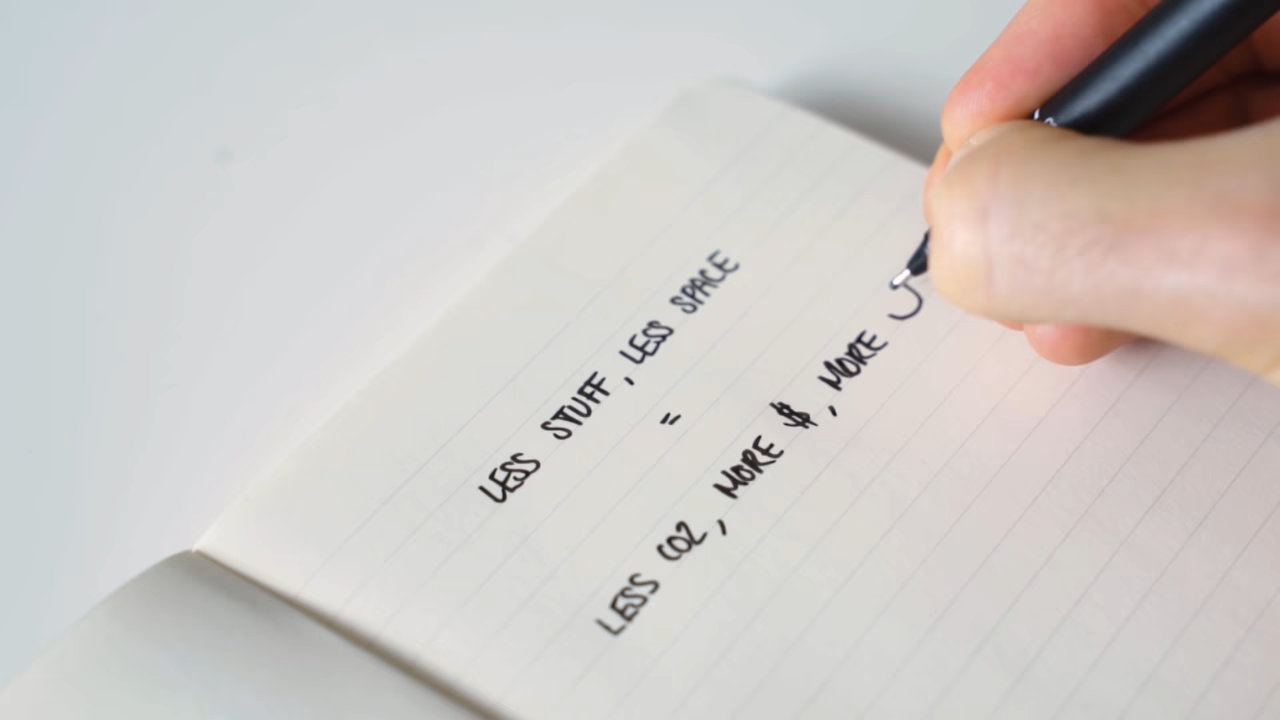 LESS STUFF, LESS SPACE
=
LESS CO2, MORE $, MORE